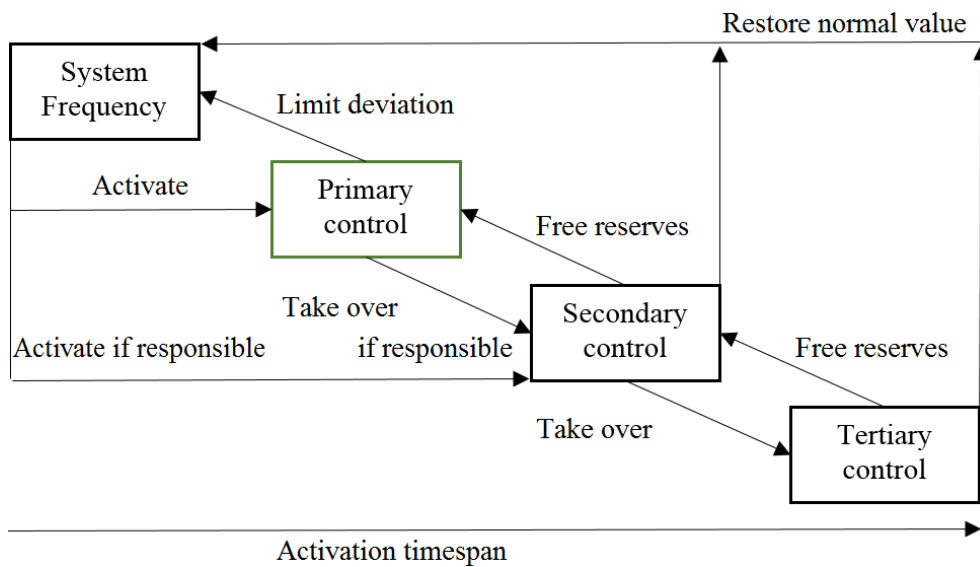 Restore normal value
System
Frequency
Limit deviation
Activate
Primary
control
Free reserves
Take over
Secondary
control
Activate if responsible
if responsible
Free reserves
Take over
Tertiary
control
Activation timespan